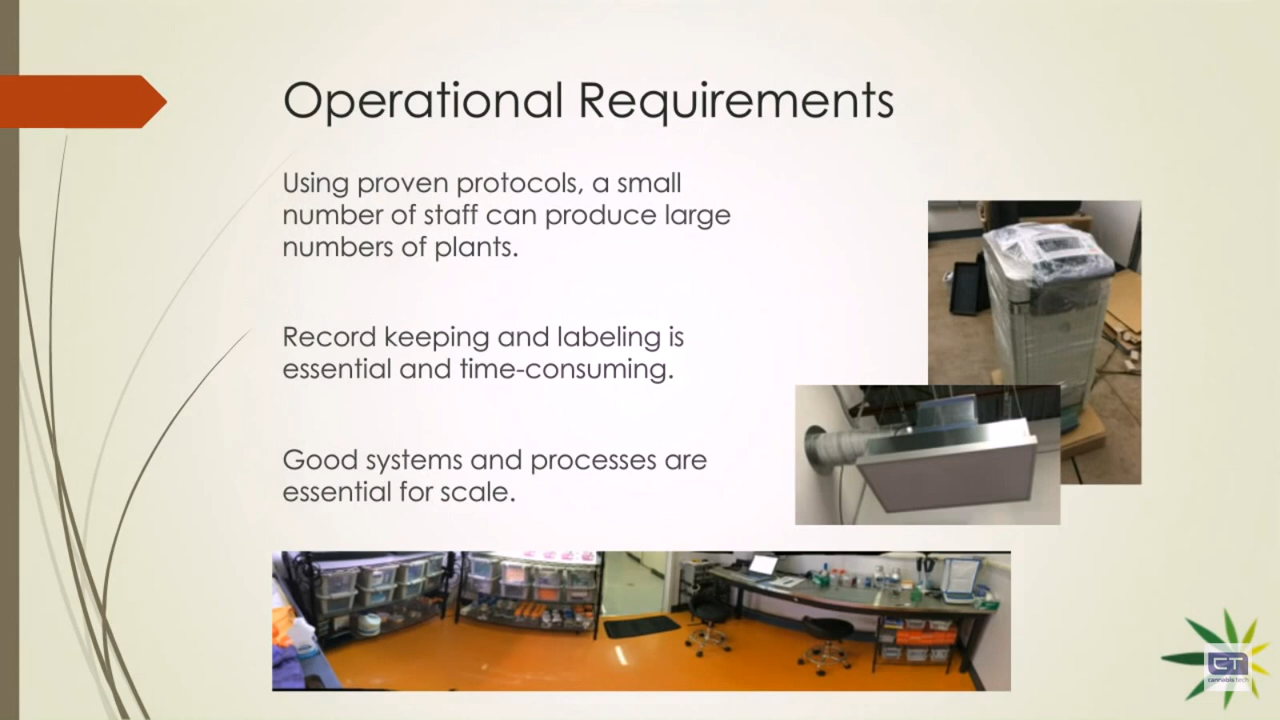 Operational Requirements
Using proven protocols, a small
number of staff can produce large
numbers of plants.
Record keeping and labeling is
essential and time-consuming.
Good systems and processes are
essential for scale.
CT
cannabis tech